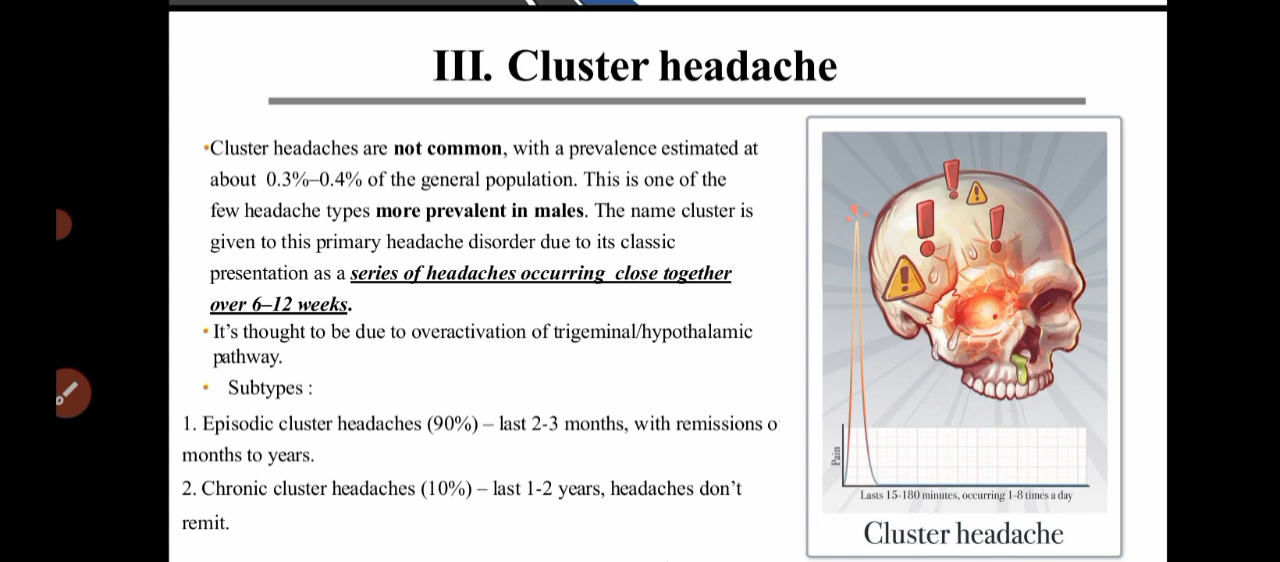 III. Cluster headache
•Cluster headaches are not common, with a prevalence estimated at
about 0.3%–0.4% of the general population. This is one of the
few headache types more prevalent in males. The name cluster is
given to this primary headache disorder due to its classic
presentation as a series of headaches occurring close together
over 6–12 weeks.
• It’s thought to be due to overactivation of trigeminal/hypothalamic
pathway.
• Subtypes :
1. Episodic cluster headaches (90%) – last 2-3 months, with remissions o
months to years.
2. Chronic cluster headaches (10%) – last 1-2 years, headaches don’t
remit.
Pain
Lasts 15-180 minutes, occurring 1-8 times a day
Cluster headache